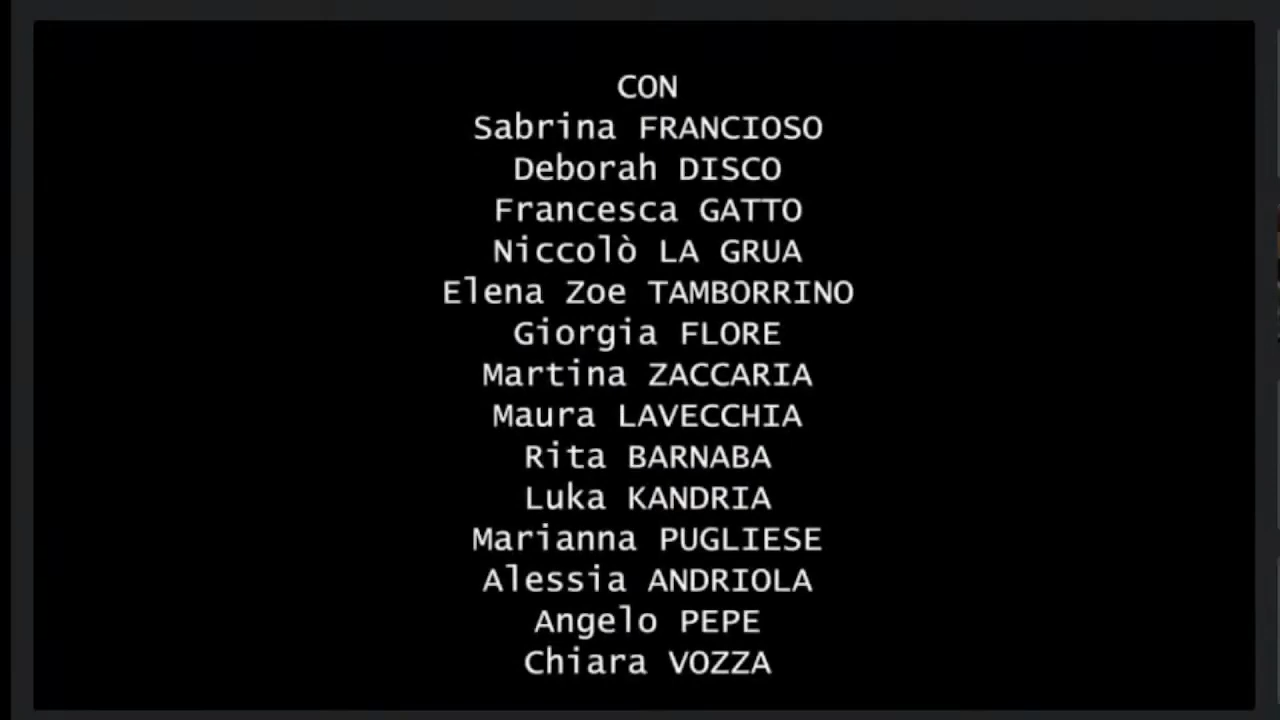 CON
Sabrina FRANCIOSO
Deborah DISCO
Francesca GATTO
Niccolò LA GRUA
Elena Zoe TAMBORRINO
Giorgia FLORE
Martina ZACCARIA
Maura LAVECCHIA
Rita BARNABA
Luka KANDRIA
Marianna PUGLIESE
Alessia ANDRIOLA
Angelo PEPE
Chiara VOZZA